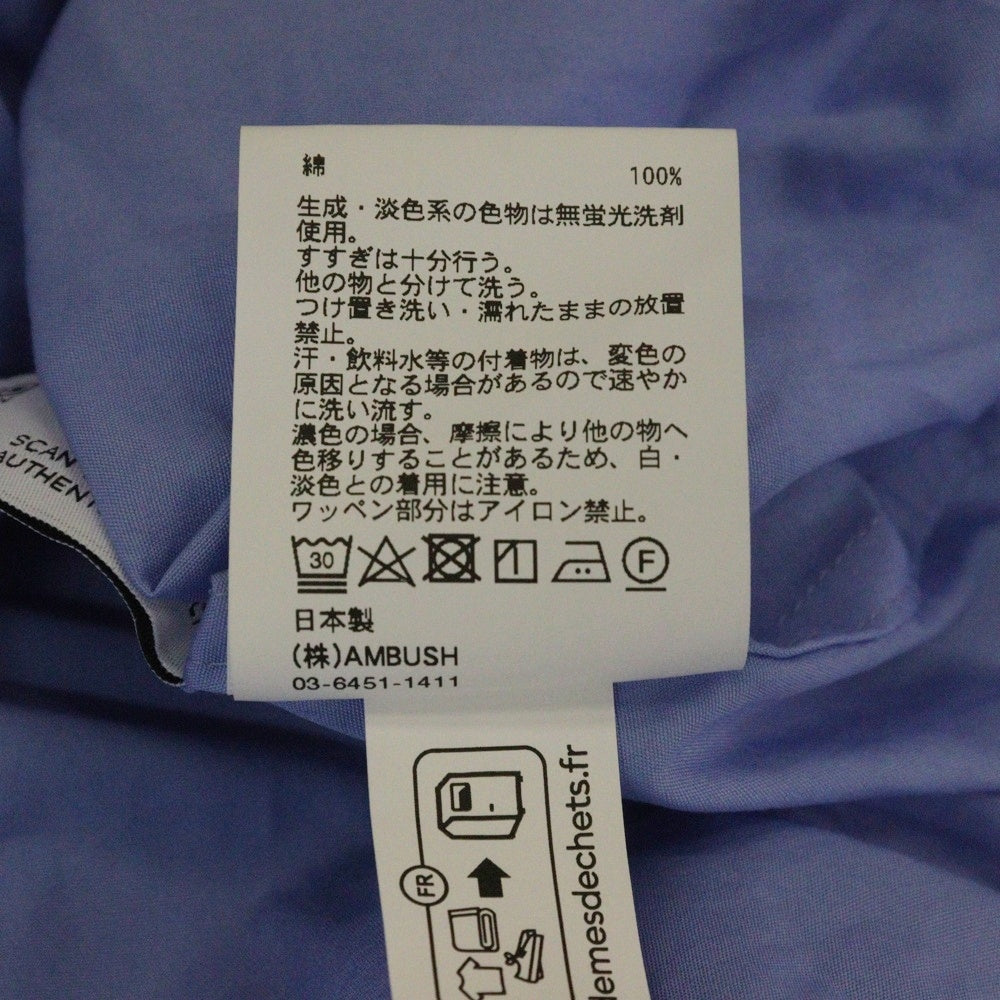 綿 100%
生成・淡色系の色物は無蛍光洗剤
使用。
すすぎは十分行う。
他の物と分けて洗う。
つけ置き洗い・濡れたままの放置
禁止。
汗・飲料水等の付着物は、変色の
原因となる場合があるので速やか
に洗い流す。
濃色の場合、摩擦により他の物へ
色移りすることがあるため、白・
淡色との着用に注意。
ワッペン部分はアイロン禁止。
30
F
日本製
(株)AMBUSH
03-6451-1411
SCAN
AUTHENT
FR
lemesdechets.fr